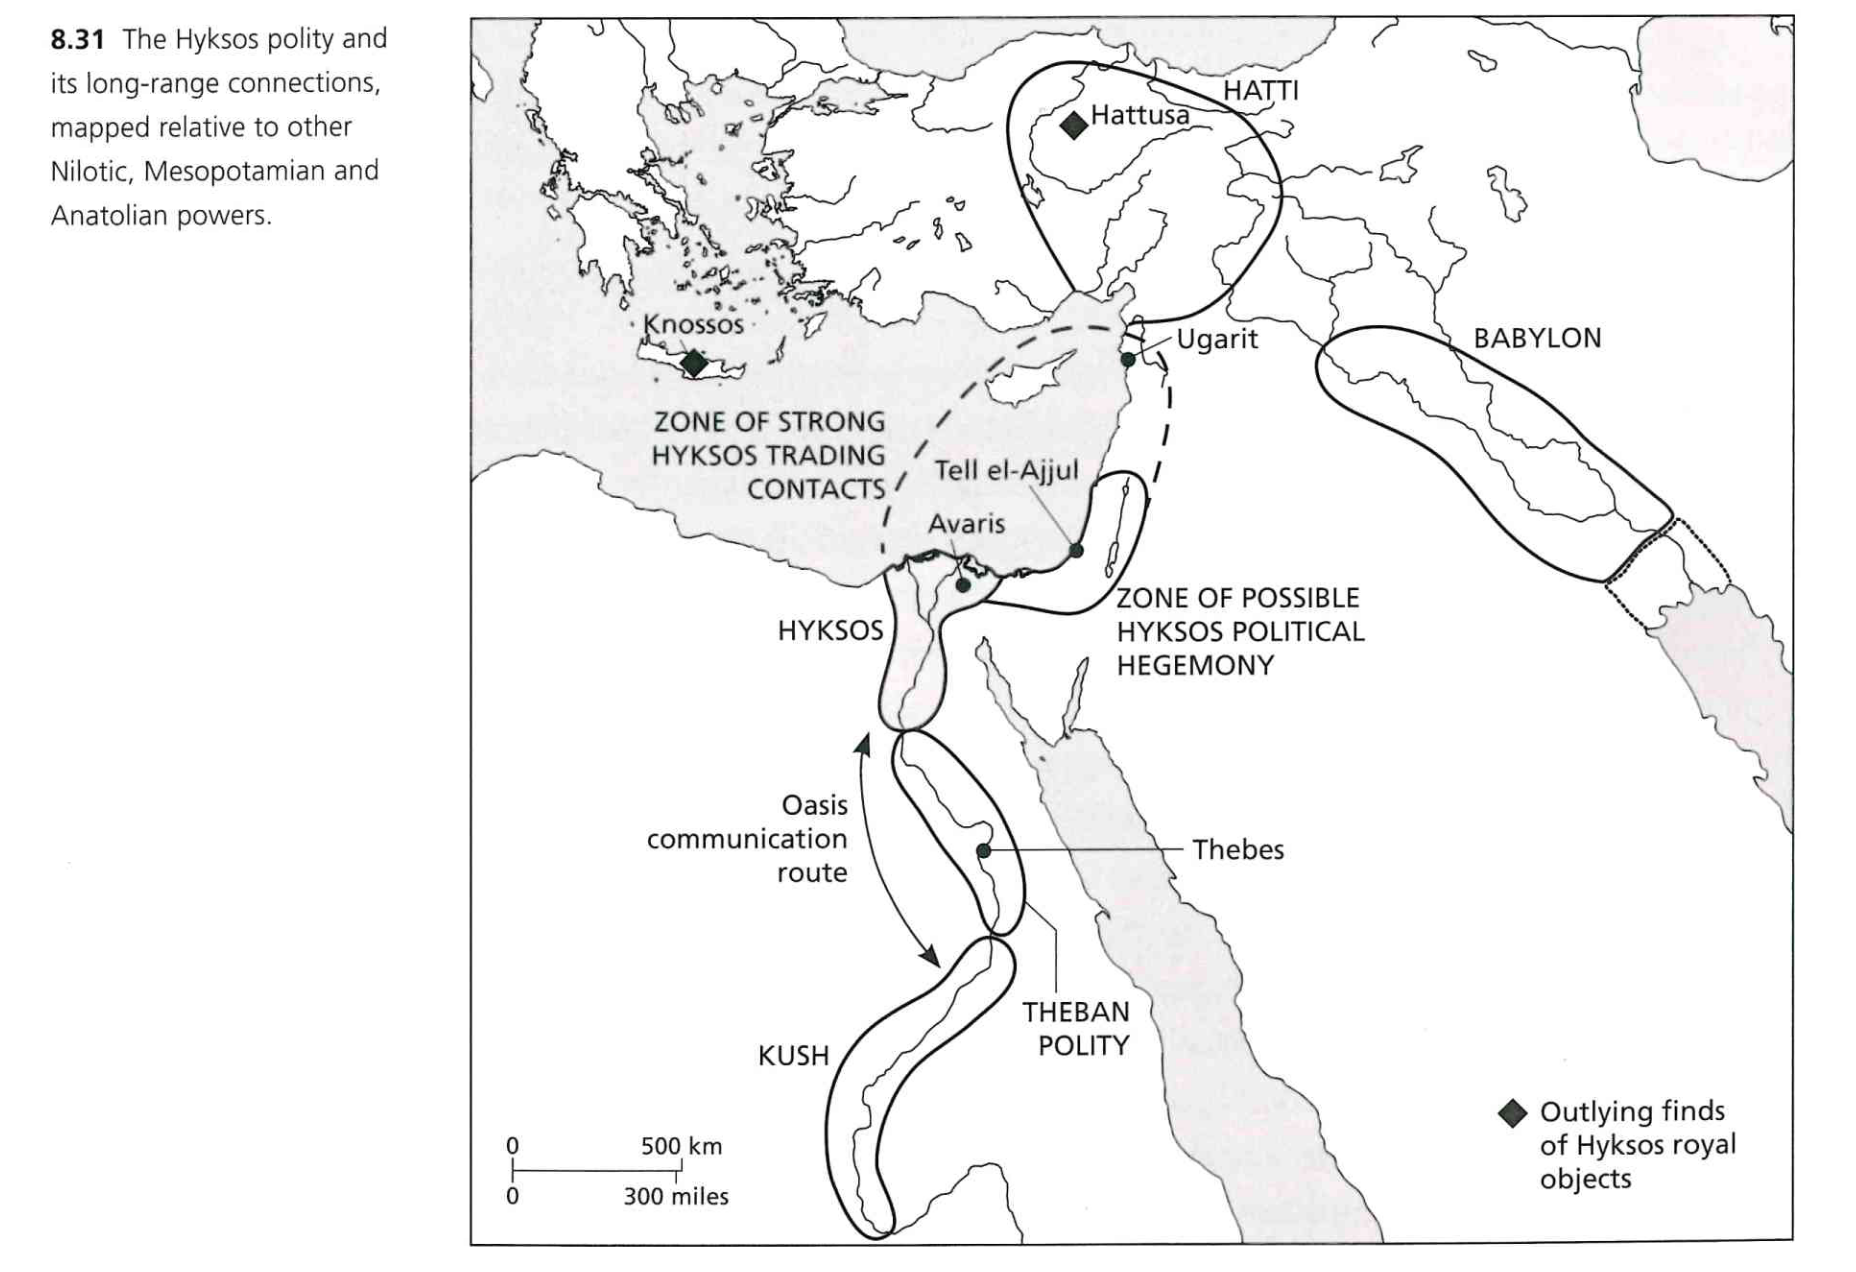 8.31 The Hyksos polity and
its long-range connections,
mapped relative to other
Nilotic, Mesopotamian and
Anatolian powers.
HATTI
Hattusa
Knossos
Ugarit
BABYLON
ZONE OF STRONG
HYKSOS TRADING
CONTACTS
Tell el-Ajjul
Avaris
ZONE OF POSSIBLE
HYKSOS POLITICAL
HEGEMONY
HYKSOS
Oasis
communication
route
Thebes
THEBAN
POLITY
KUSH
Outlying finds
of Hyksos royal
objects
0 500 km
0 300 miles